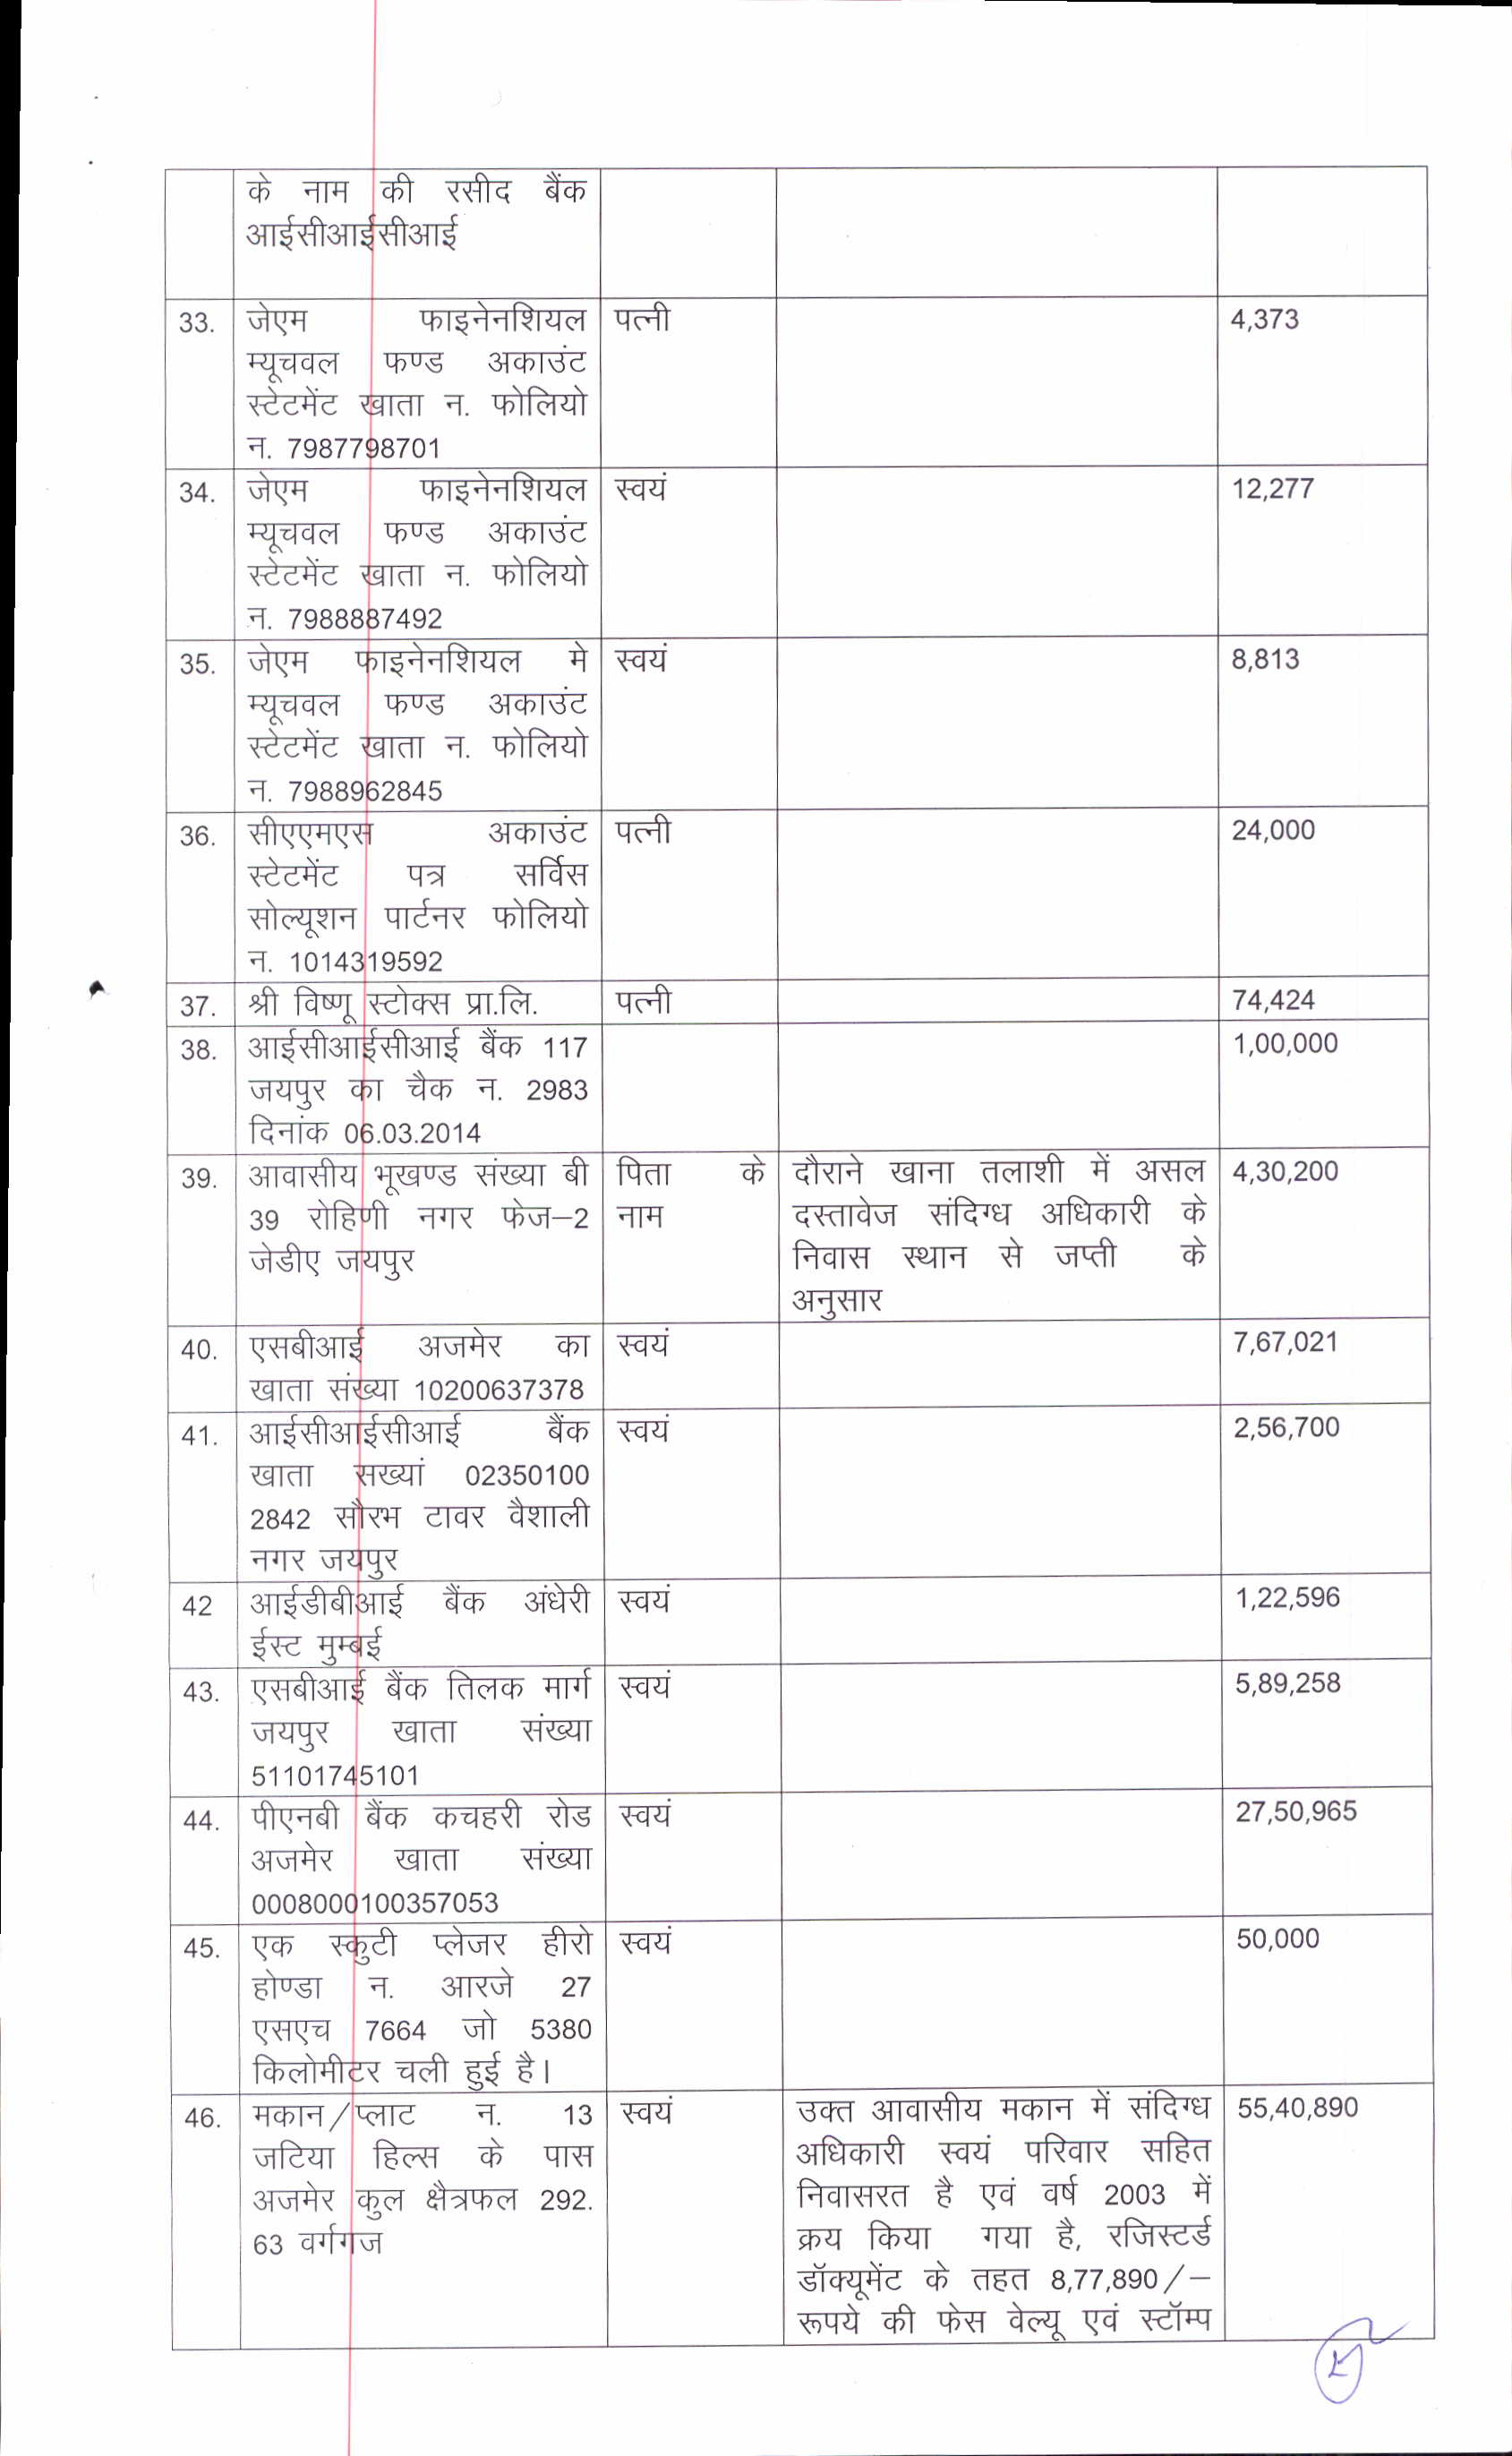 के नाम की रसीद बैंक
आईसीआईसीआई
33. जेएम फाइनेनशियल पत्नी 4,373
म्यूचवल फण्ड अकाउंट
स्टेटमेंट खाता न. फोलियो
न. 7987798701
34. जेएम फाइनेनशियल स्वयं 12,277
म्यूचवल फण्ड अकाउंट
स्टेटमेंट खाता न. फोलियो
न. 7988887492
35. जेएम फाइनेनशियल मे स्वयं 8,813
म्यूचवल फण्ड अकाउंट
स्टेटमेंट खाता न. फोलियो
न. 7988962845
36. सीएएमएस अकाउंट पत्नी 24,000
स्टेटमेंट पत्र सर्विस
सोल्यूशन पार्टनर फोलियो
न. 1014319592
37. श्री विष्णू स्टोक्स प्रा.लि. पत्नी 74,424
38. आईसीआईसीआई बैंक 117 1,00,000
जयपुर का चैक न. 2983
दिनांक 06.03.2014
39. आवासीय भूखण्ड संख्या बी पिता के दौराने खाना तलाशी में असल 4,30,200
39 रोहिणी नगर फेज–2 नाम दस्तावेज संदिग्ध अधिकारी के
जेडीए जयपुर निवास स्थान से जप्ती के
अनुसार
40. एसबीआई अजमेर का स्वयं 7,67,021
खाता संख्या 10200637378
41. आईसीआईसीआई बैंक स्वयं 2,56,700
खाता सख्यां 02350100
2842 सौरभ टावर वैशाली
नगर जयपुर
42 आईडीबीआई बैंक अंधेरी स्वयं 1,22,596
ईस्ट मुम्बई
43. एसबीआई बैंक तिलक मार्ग स्वयं 5,89,258
जयपुर खाता संख्या
51101745101
44. पीएनबी बैंक कचहरी रोड स्वयं 27,50,965
अजमेर खाता संख्या
0008000100357053
45. एक स्कुटी प्लेजर हीरो स्वयं 50,000
होण्डा न. आरजे 27
एसएच 7664 जो 5380
किलोमीटर चली हुई है।
46. मकान/प्लाट न. 13 स्वयं उक्त आवासीय मकान में संदिग्ध 55,40,890
जटिया हिल्स के पास अधिकारी स्वयं परिवार सहित
अजमेर कुल क्षैत्रफल 292. निवासरत है एवं वर्ष 2003 में
63 वर्गगज क्रय किया गया है, रजिस्टर्ड
डॉक्यूमेंट के तहत 8,77,890/–
रूपये की फेस वेल्यू एवं स्टॉम्प